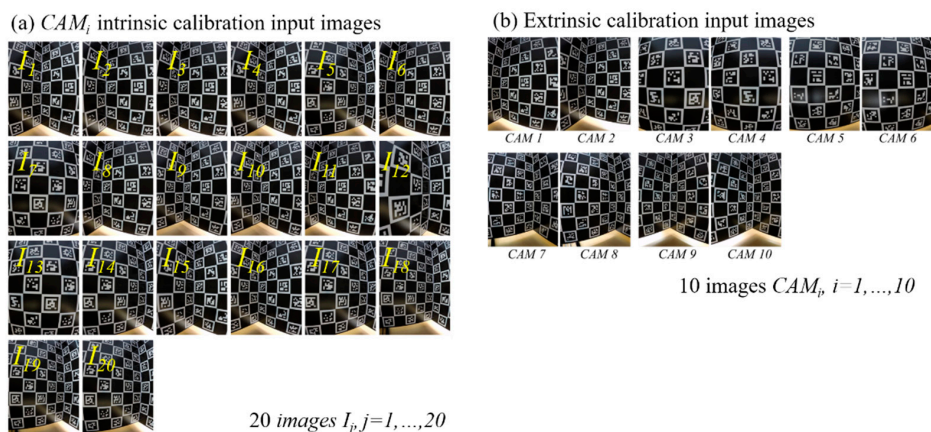 (a) CAMi intrinsic calibration input images
I1 I2 I3 I4 I5 I6
I7 I8 I9 I10 I11 I12
I13 I14 I15 I16 I17 I18
I19 I20
20 images Ij, j=1,...,20
(b) Extrinsic calibration input images
CAM 1 CAM 2 CAM 3 CAM 4 CAM 5 CAM 6
CAM 7 CAM 8 CAM 9 CAM 10
10 images CAMi, i=1,...,10